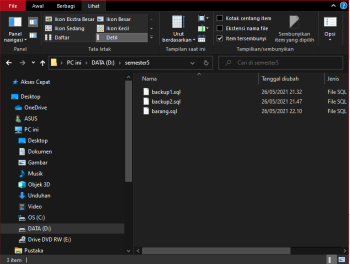 File Awal Berbagi Lihat
Panel navigasi
Ikon Ekstra Besar Ikon Besar
Ikon Sedang Ikon Kecil
Daftar Detil
Tata letak
Urut berdasarkan
Tampilan saat ini
Kotak centang item
Ekstensi nama file
Item tersembunyi
Sembunyikan item yang dipilih
Tampilkan/sembunyikan
Opsi
PC ini DATA (D:) semester5
Cari di semester5
Nama Tanggal diubah Jenis
backup1.sql 26/05/2021 21.32 File SQL
backup2.sql 26/05/2021 21.47 File SQL
barang.sql 26/05/2021 22.10 File SQL
Akses Cepat
Desktop
OneDrive
ASUS
PC ini
Desktop
Dokumen
Gambar
Musik
Objek 3D
Unduhan
Video
OS (C:)
DATA (D:)
Drive DVD RW (E:)
Pustaka
3 item